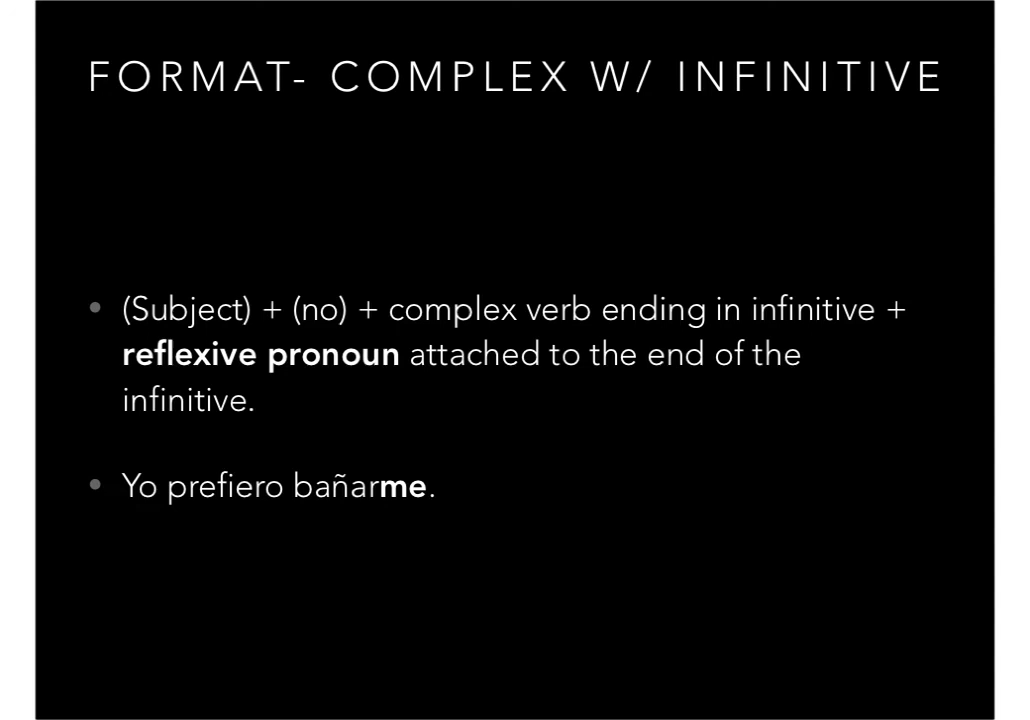 FORMAT- COMPLEX W/ INFINITIVE
• (Subject) + (no) + complex verb ending in infinitive +
reflexive pronoun attached to the end of the
infinitive.
• Yo prefiero bañarme.